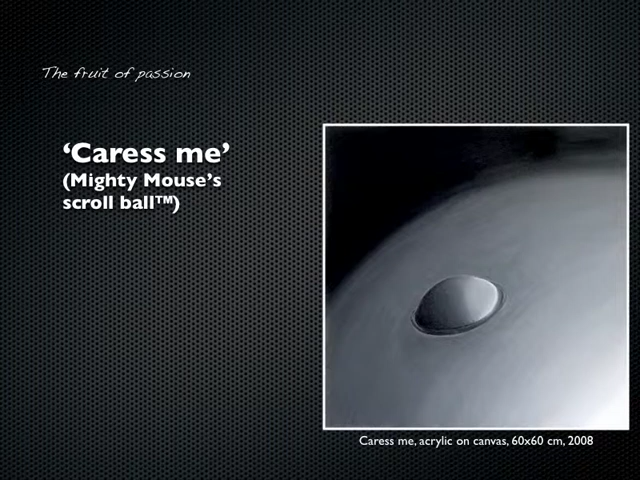 The fruit of passion
‘Caress me’
(Mighty Mouse’s
scroll ball™)
Caress me, acrylic on canvas, 60x60 cm, 2008